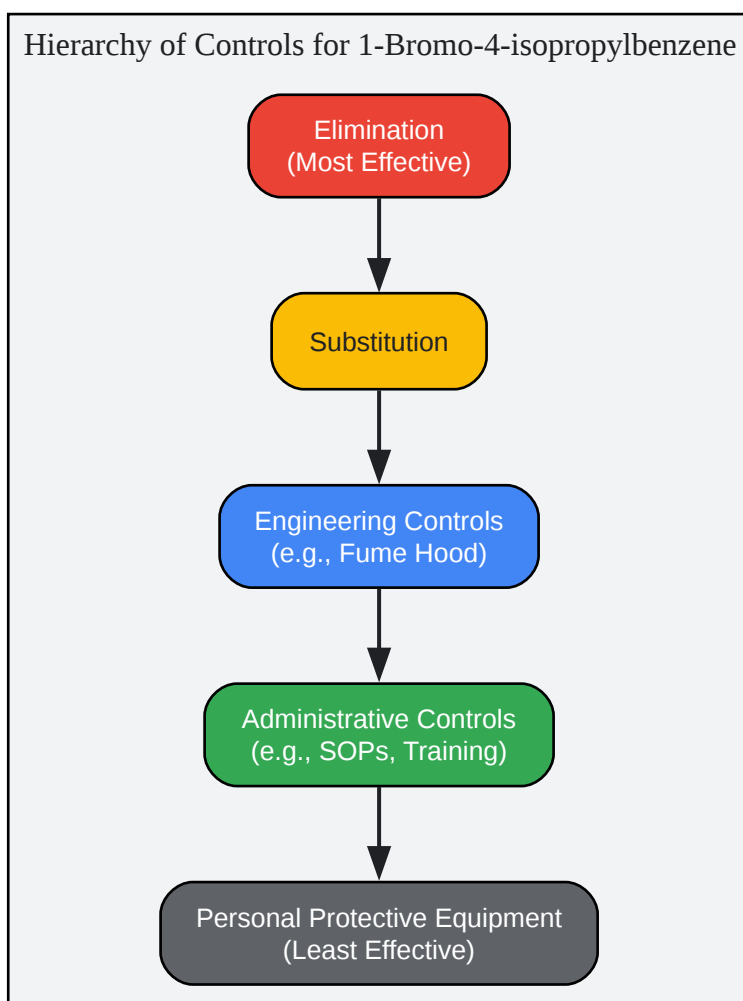 Hierarchy of Controls for 1-Bromo-4-isopropylbenzene
Elimination
(Most Effective)
Substitution
Engineering Controls
(e.g., Fume Hood)
Administrative Controls
(e.g., SOPs, Training)
Personal Protective Equipment
(Least Effective)